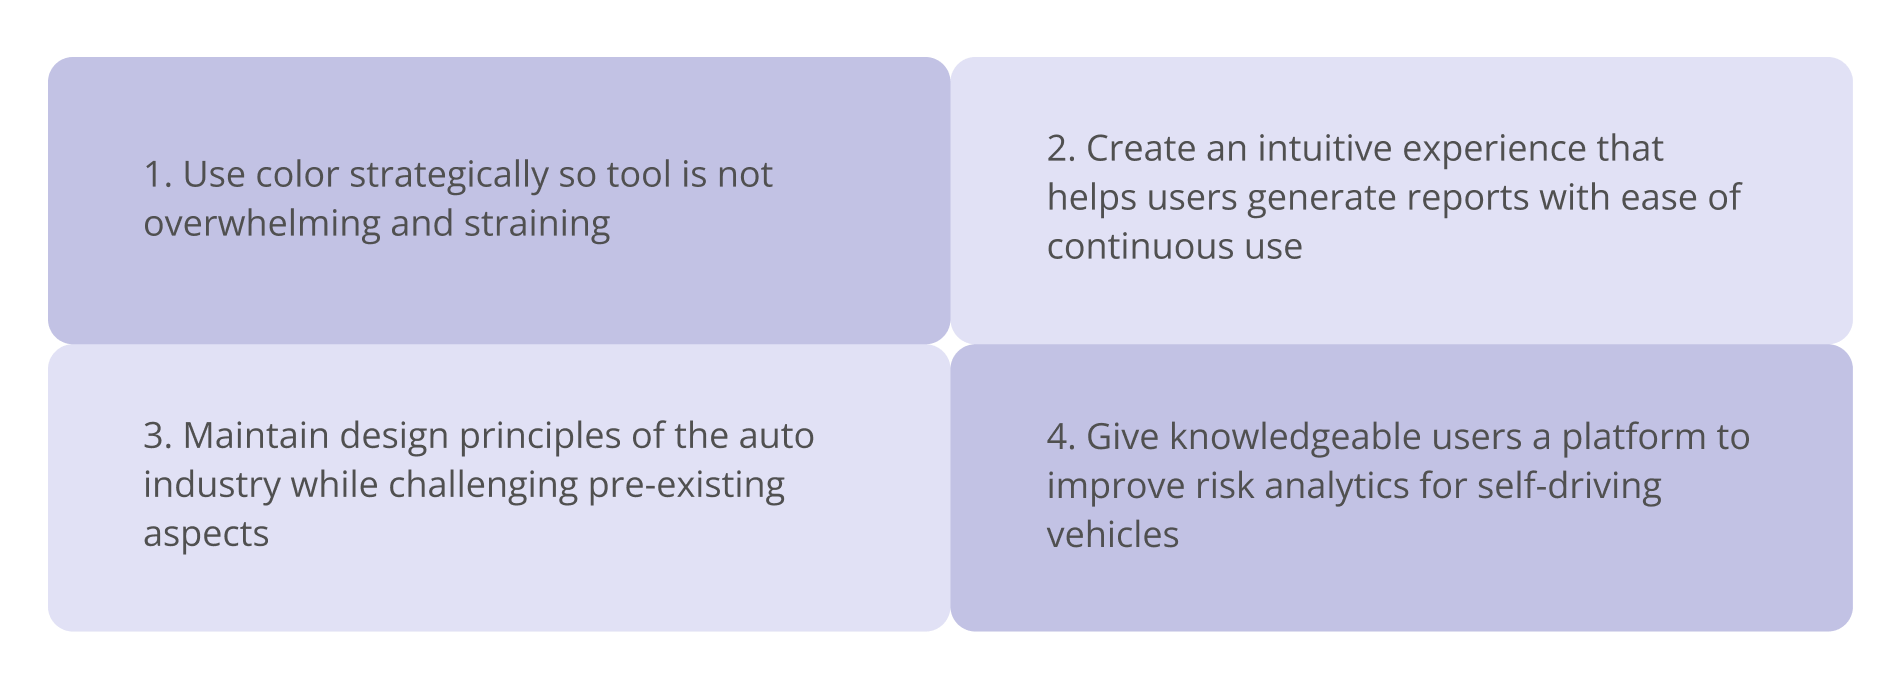 1. Use color strategically so tool is not
overwhelming and straining
2. Create an intuitive experience that
helps users generate reports with ease of
continuous use
3. Maintain design principles of the auto
industry while challenging pre-existing
aspects
4. Give knowledgeable users a platform to
improve risk analytics for self-driving
vehicles